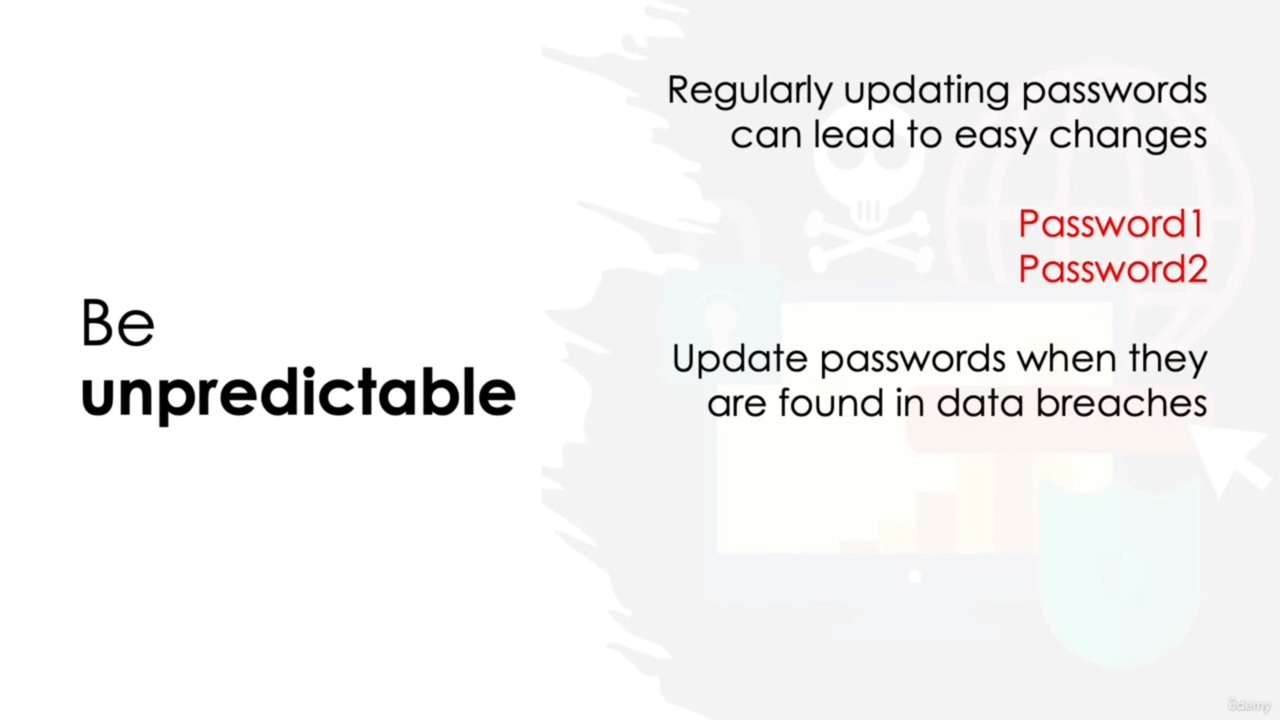 Be
unpredictable
Regularly updating passwords
can lead to easy changes
Password1
Password2
Update passwords when they
are found in data breaches
ûdemy